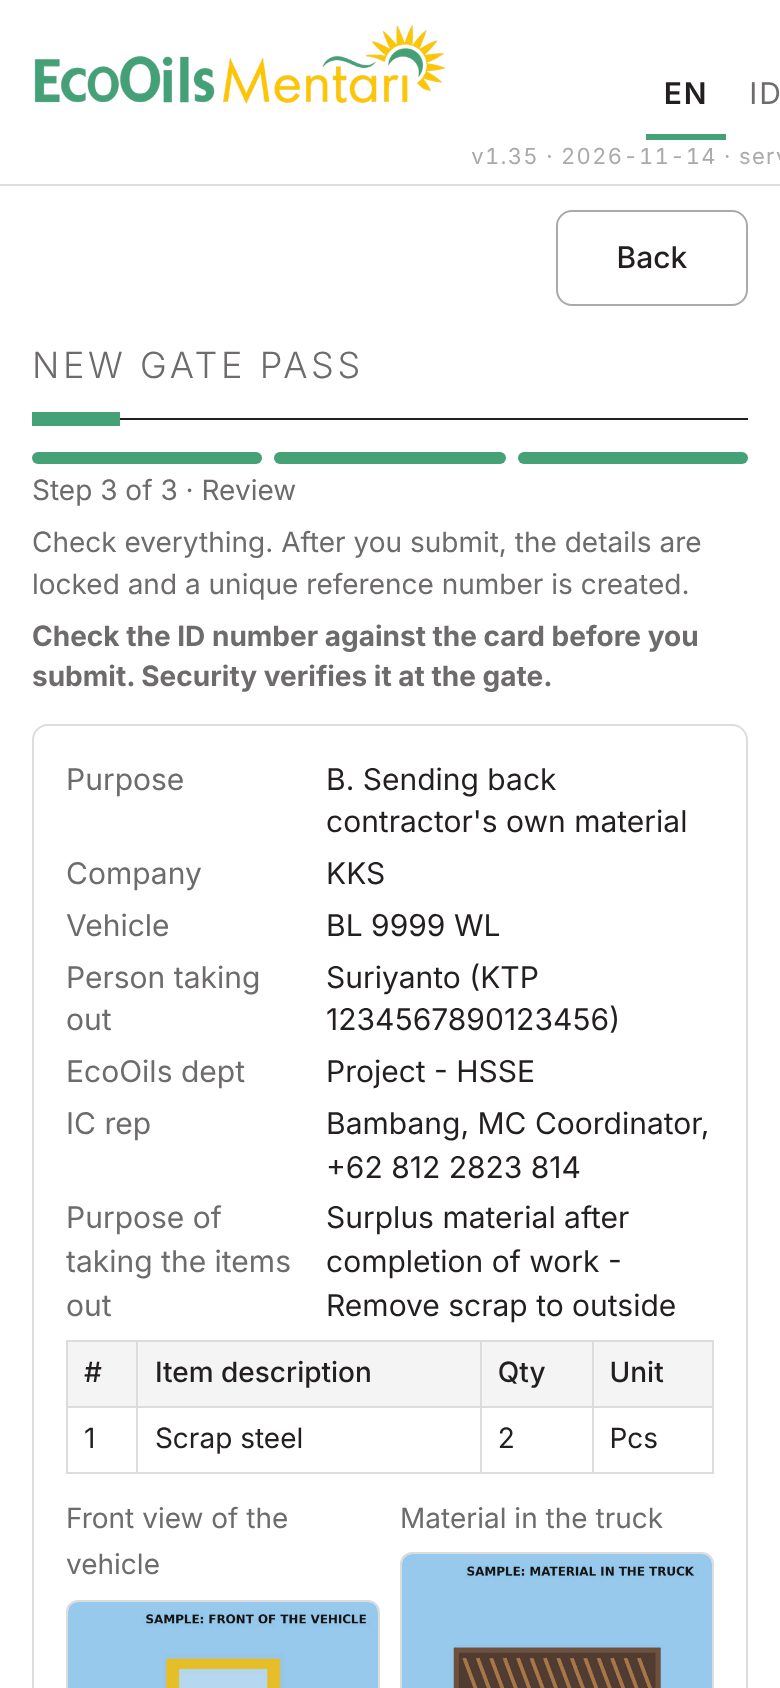 EcoOils Mentari
EN ID
v1.35 · 2026-11-14 · serv
Back
NEW GATE PASS
Step 3 of 3 · Review
Check everything. After you submit, the details are
locked and a unique reference number is created.
Check the ID number against the card before you
submit. Security verifies it at the gate.
Purpose B. Sending back
contractor's own material
Company KKS
Vehicle BL 9999 WL
Person taking Suriyanto (KTP
out 1234567890123456)
EcoOils dept Project - HSSE
IC rep Bambang, MC Coordinator,
+62 812 2823 814
Purpose of Surplus material after
taking the items completion of work -
out Remove scrap to outside
# Item description Qty Unit
1 Scrap steel 2 Pcs
Front view of the Material in the truck
vehicle
SAMPLE: MATERIAL IN THE TRUCK
SAMPLE: FRONT OF THE VEHICLE